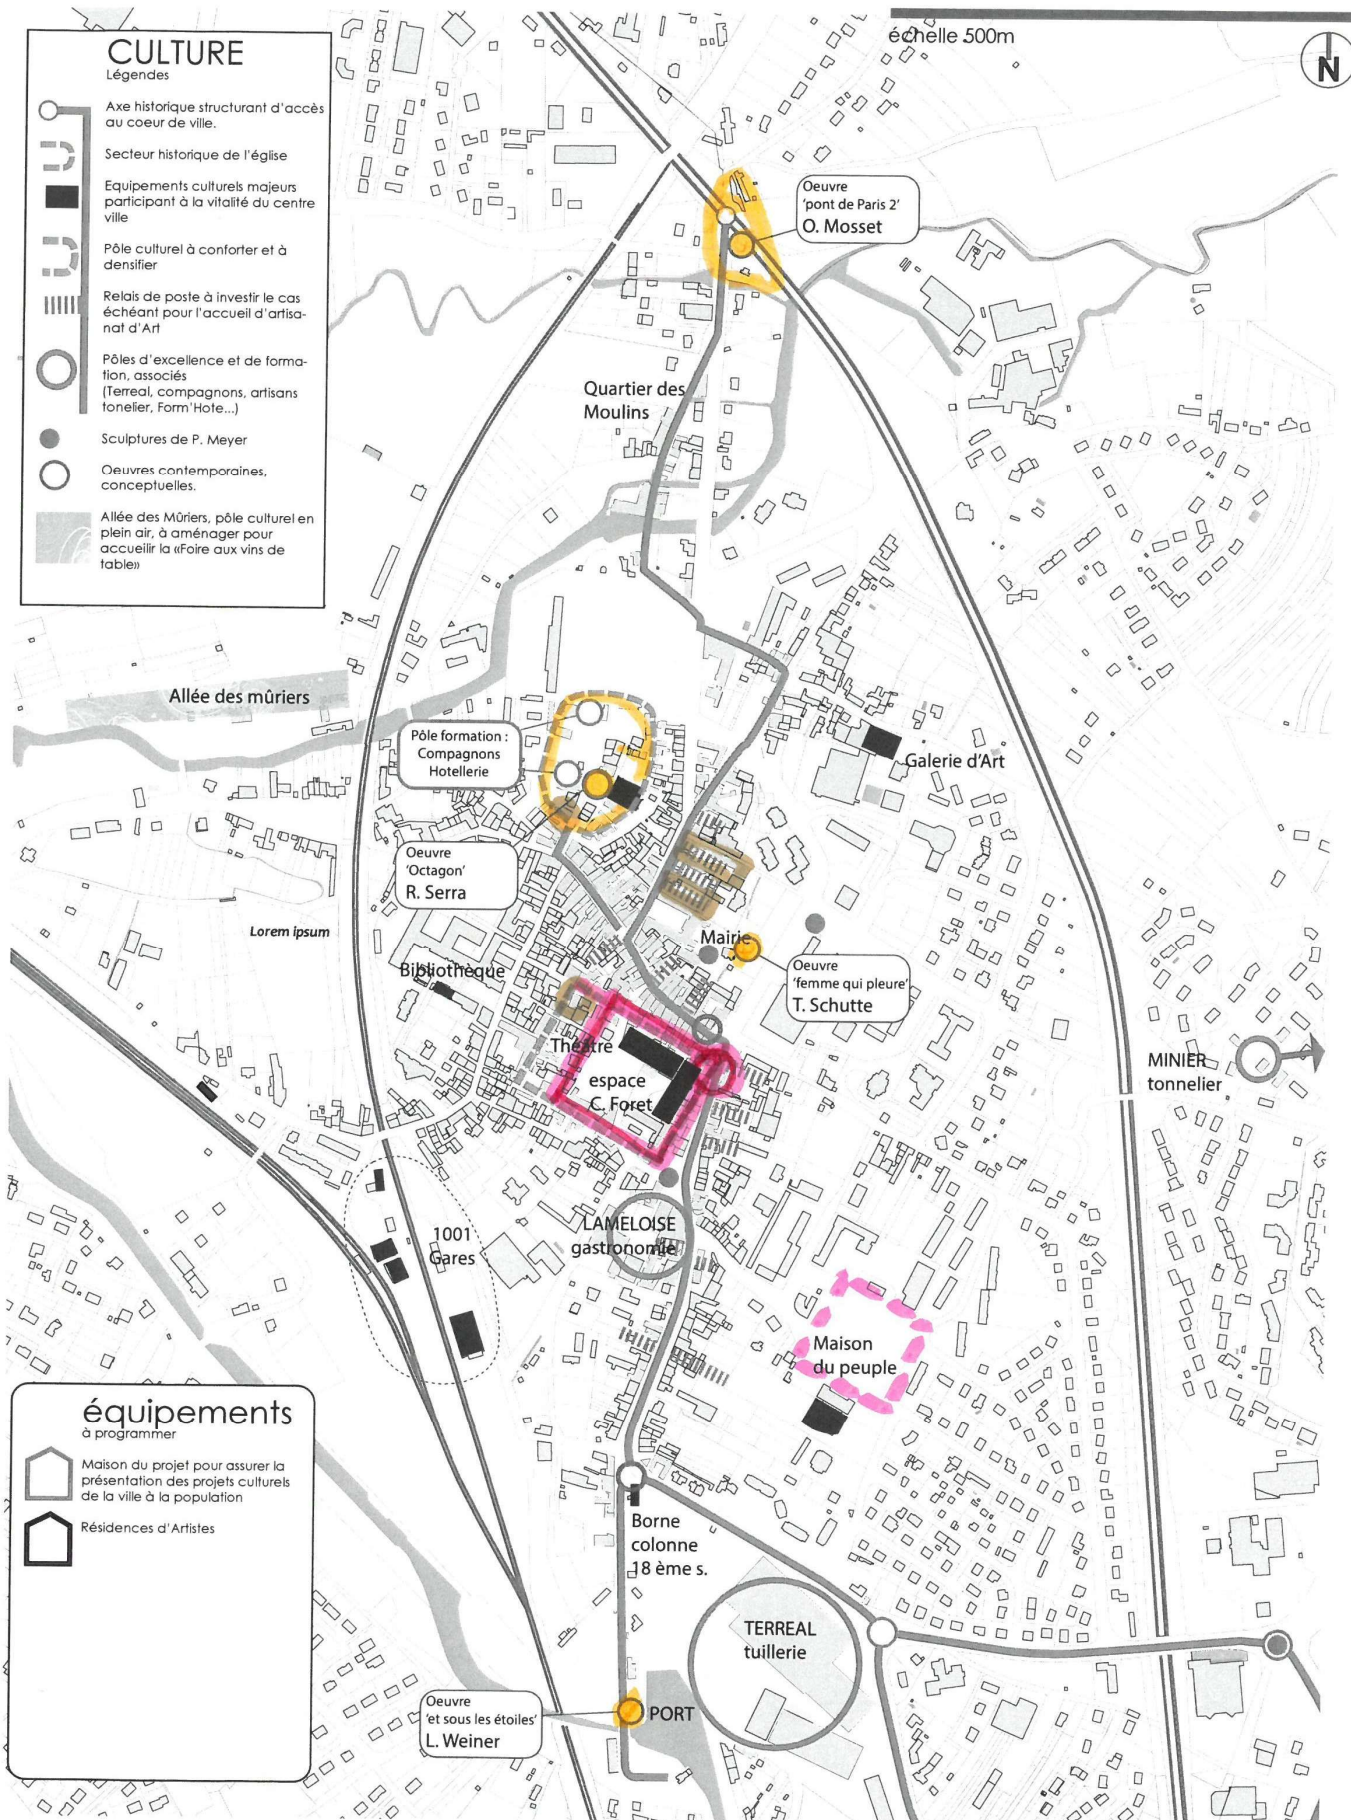 échelle 500m
N
CULTURE
Légendes
Axe historique structurant d'accès
au coeur de ville.
Secteur historique de l'église
Equipements culturels majeurs
participant à la vitalité du centre
ville
Pôle culturel à conforter et à
densifier
Relais de poste à investir le cas
échéant pour l'accueil d'artisa-
nat d'Art
Pôles d'excellence et de forma-
tion, associés
(Terreal, compagnons, artisans
tonelier, Form'Hote...)
Sculptures de P. Meyer
Oeuvres contemporaines,
conceptuelles.
Allée des Mûriers, pôle culturel en
plein air, à aménager pour
accueilir la «Foire aux vins de
table»
Oeuvre
'pont de Paris 2'
O. Mosset
Quartier des
Moulins
Allée des mûriers
Pôle formation :
Compagnons
Hotellerie
Galerie d'Art
Oeuvre
'Octagon'
R. Serra
Lorem ipsum
Mairie
Bibliothèque
Oeuvre
'femme qui pleure'
T. Schutte
Théatre
espace
C. Foret
MINIER
tonnelier
LAMELOISE
gastronomie
1001
Gares
Maison
du peuple
équipements
à programmer
Maison du projet pour assurer la
présentation des projets culturels
de la ville à la population
Résidences d'Artistes
Borne
colonne
18 ème s.
TERREAL
tuillerie
Oeuvre
'et sous les étoiles'
L. Weiner
PORT